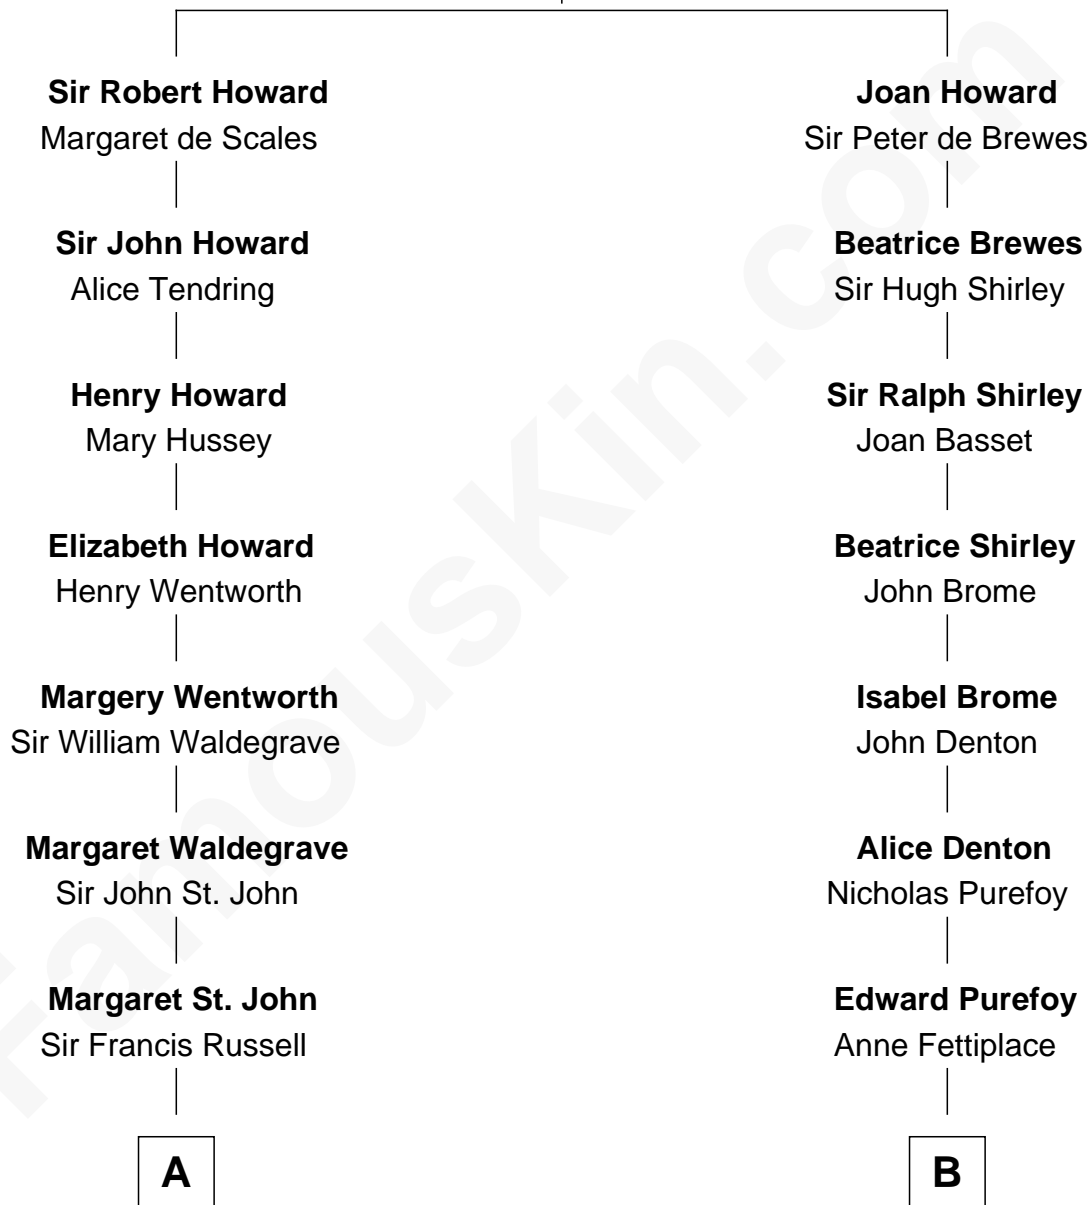 Sir Robert Howard
Margaret de Scales
Joan Howard
Sir Peter de Brewes
Sir John Howard
Alice Tendring
Beatrice Brewes
Sir Hugh Shirley
Henry Howard
Mary Hussey
Sir Ralph Shirley
Joan Basset
Elizabeth Howard
Henry Wentworth
Beatrice Shirley
John Brome
Margery Wentworth
Sir William Waldegrave
Isabel Brome
John Denton
Margaret Waldegrave
Sir John St. John
Alice Denton
Nicholas Purefoy
Margaret St. John
Sir Francis Russell
Edward Purefoy
Anne Fettiplace
A
B
FamousKin.com